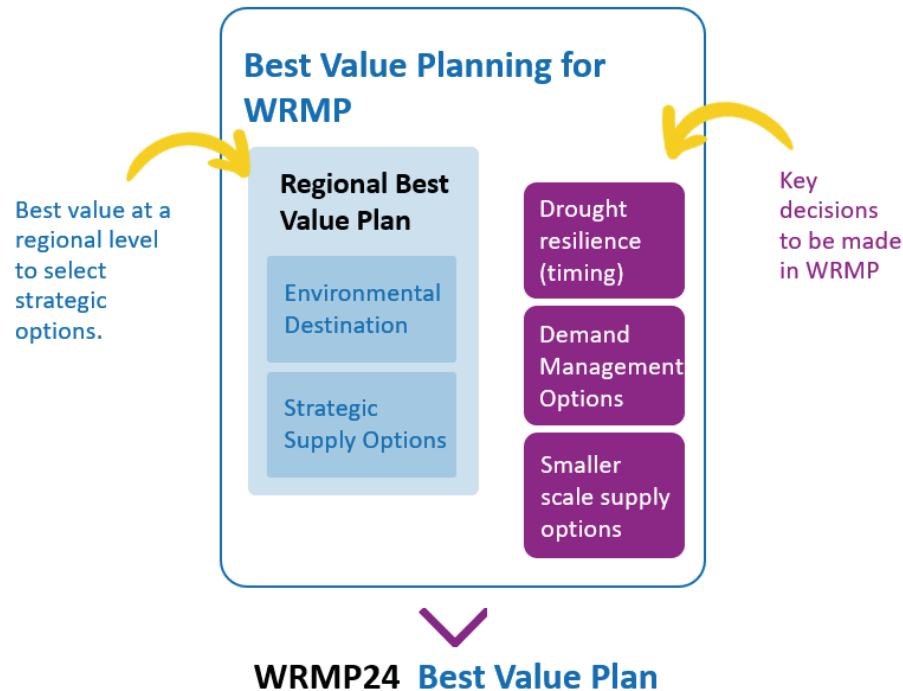 Best Value Planning for
WRMP
Best value at a
regional level
to select
strategic
options.
Regional Best
Value Plan
Environmental
Destination
Strategic
Supply Options
Drought
resilience
(timing)
Demand
Management
Options
Smaller
scale supply
options
Key
decisions
to be made
in WRMP
WRMP24 Best Value Plan